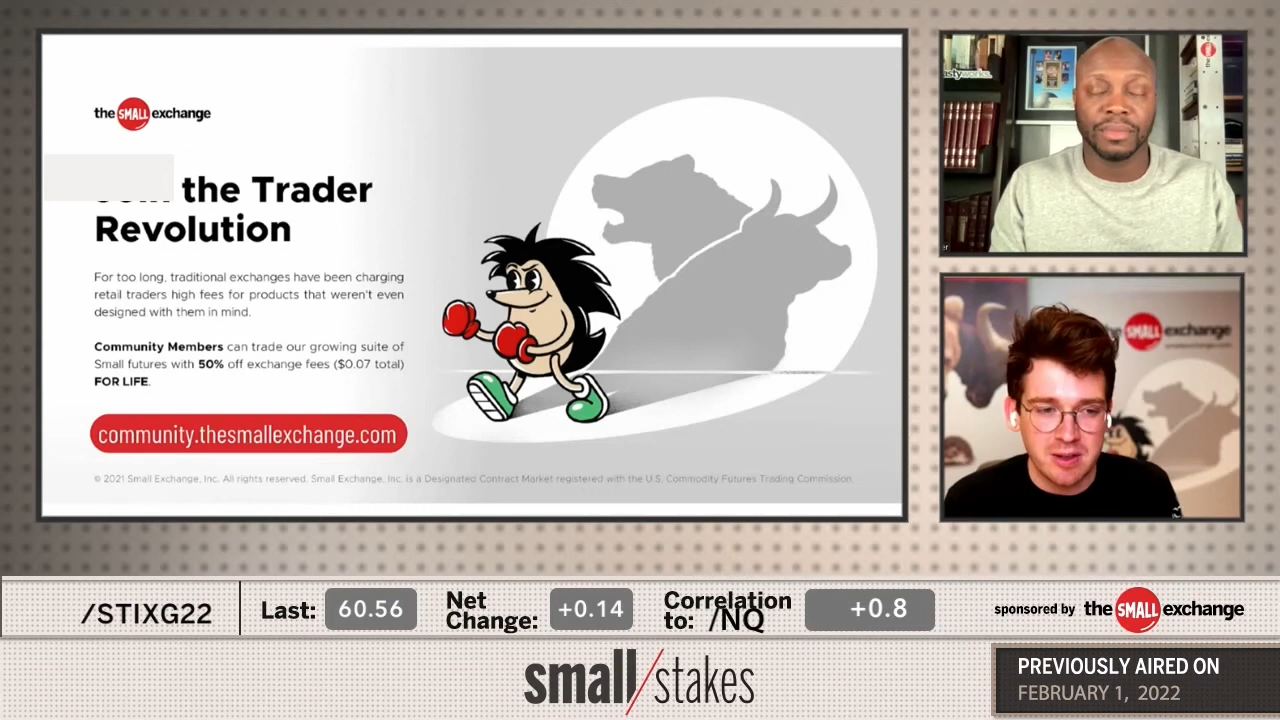 the SMALL exchange
the Trader
Revolution
For too long, traditional exchanges have been charging
retail traders high fees for products that weren't even
designed with them in mind.
Community Members can trade our growing suite of
Small futures with 50% off exchange fees ($0.07 total)
FOR LIFE.
community.thesmallexchange.com
© 2021 Small Exchange, Inc. All rights reserved. Small Exchange, Inc. is a Designated Contract Market registered with the U.S. Commodity Futures Trading Commission.
astyworks.
SMALL exchange
/STIXG22
Last: 60.56
Net
Change: +0.14
Correlation
to: /NQ +0.8
sponsored by the SMALL exchange
small/stakes
PREVIOUSLY AIRED ON
FEBRUARY 1, 2022